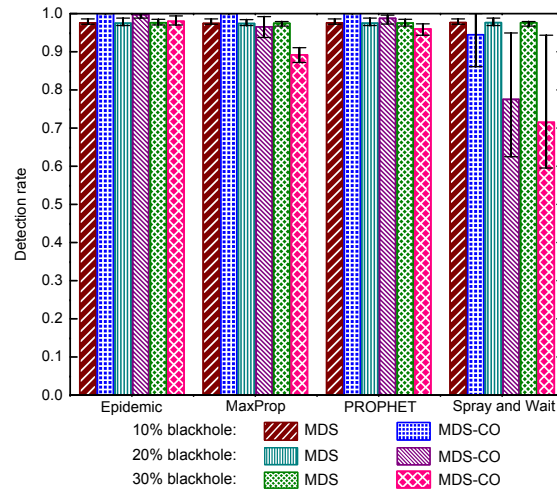 Detection rate
1.0
0.9
0.8
0.7
0.6
0.5
0.4
0.3
0.2
0.1
0.0
Epidemic MaxProp PROPHET Spray and Wait
10% blackhole: MDS MDS-CO
20% blackhole: MDS MDS-CO
30% blackhole: MDS MDS-CO